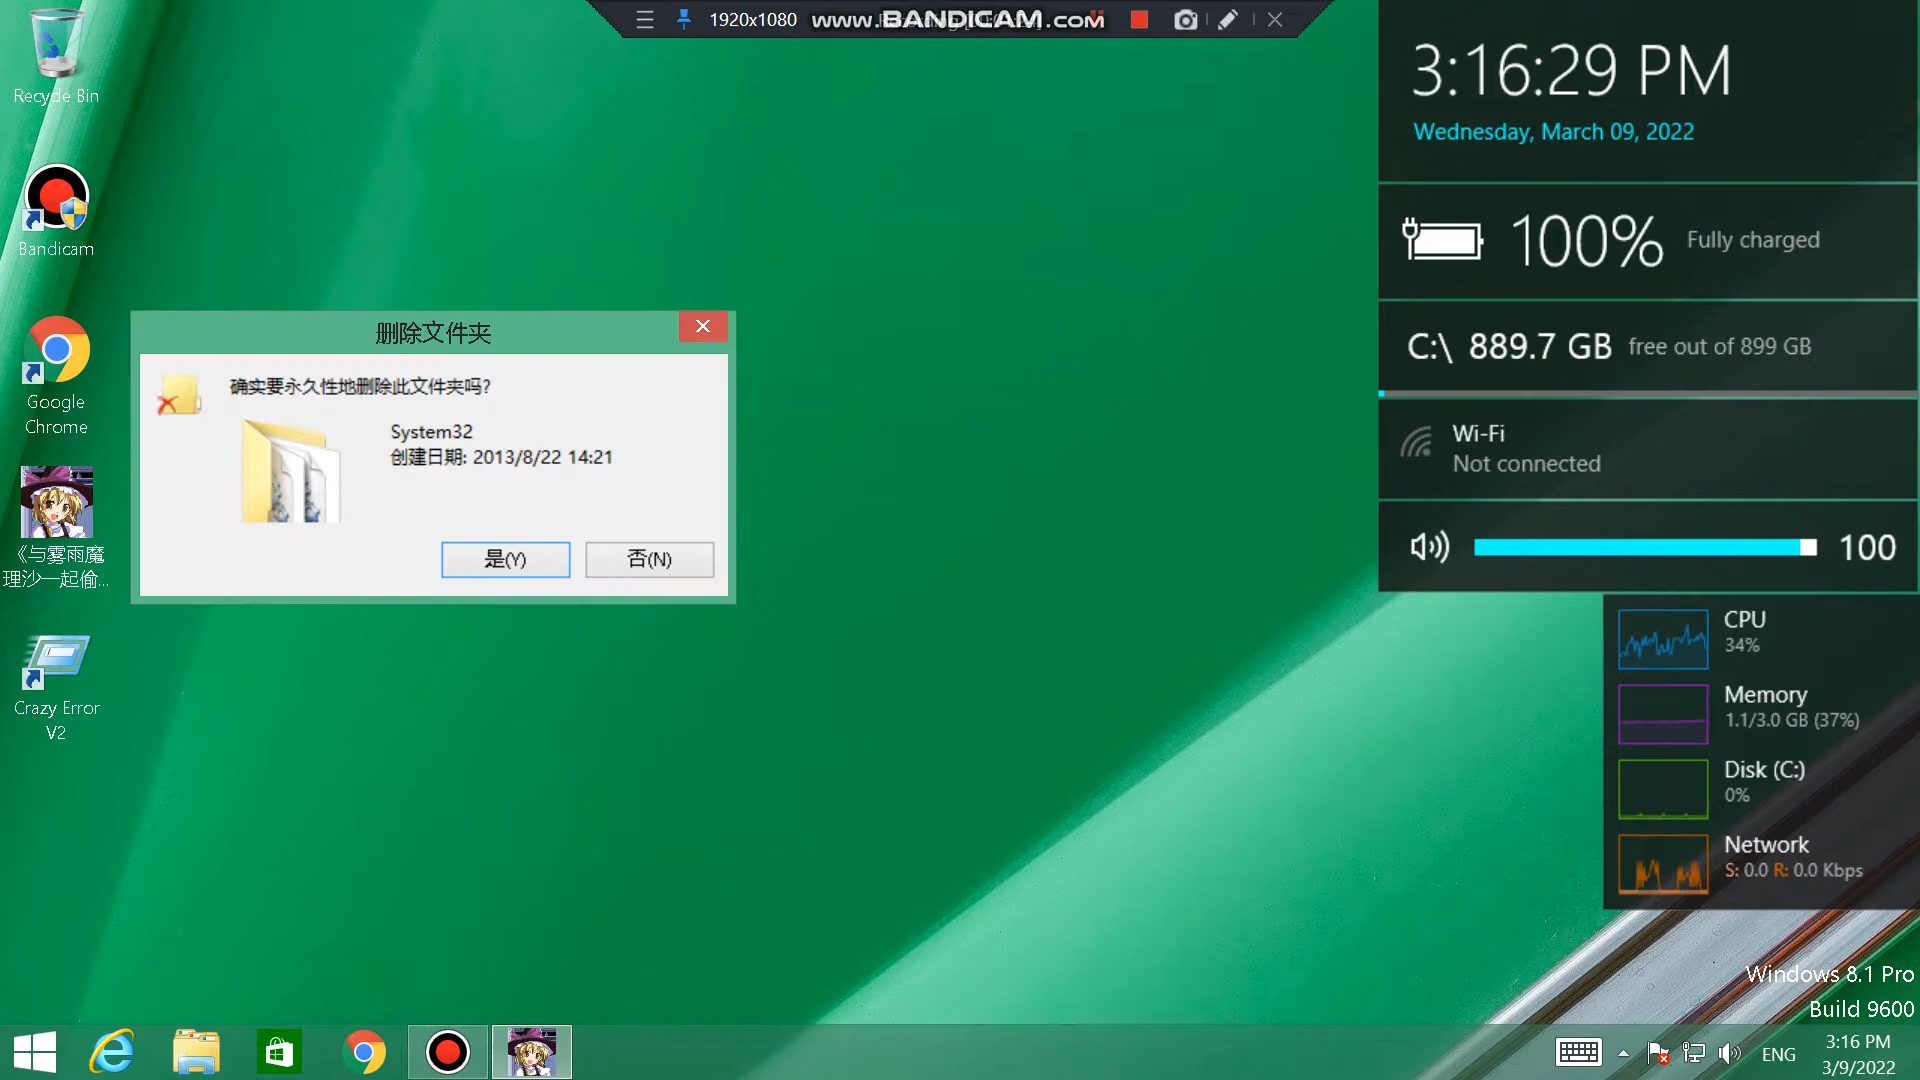 1920x1080
www.BANDICAM.COM
Recycle Bin
Bandicam
Google
Chrome
《与雾雨魔
理沙一起偷...
Crazy Error
V2
删除文件夹
确实要永久性地删除此文件夹吗?
System32
创建日期: 2013/8/22 14:21
是(Y)
否(N)
3:16:29 PM
Wednesday, March 09, 2022
100%
Fully charged
C:\ 889.7 GB free out of 899 GB
Wi-Fi
Not connected
100
CPU
34%
Memory
1.1/3.0 GB (37%)
Disk (C:)
0%
Network
S: 0.0 R: 0.0 Kbps
Windows 8.1 Pro
Build 9600
ENG
3:16 PM
3/9/2022